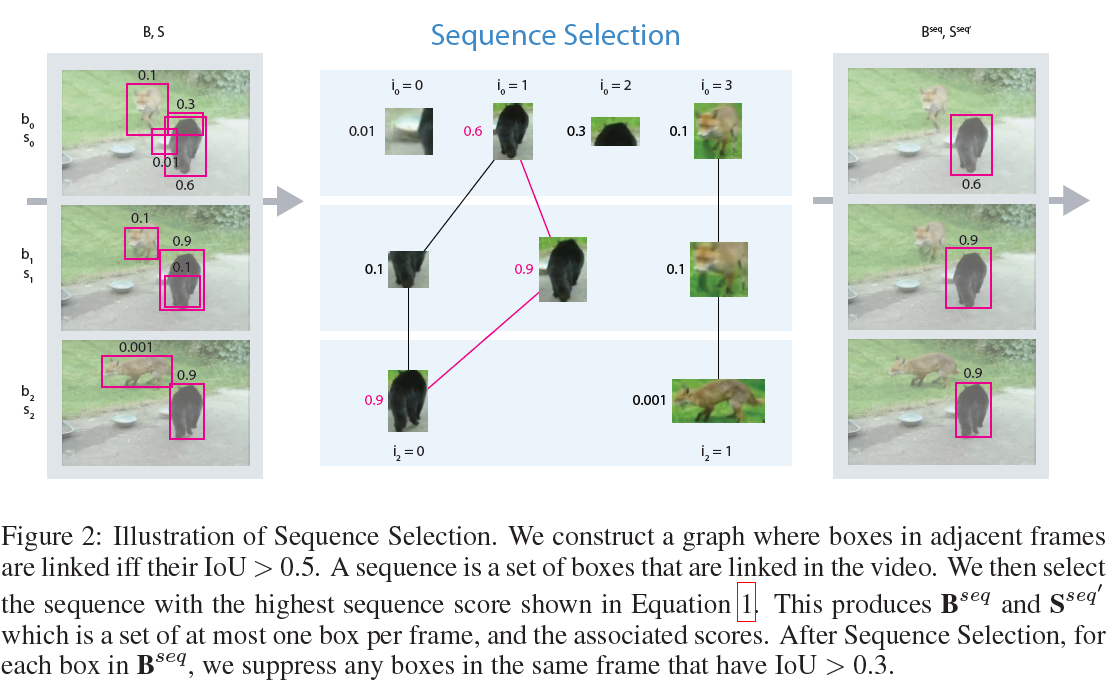 B, S
Sequence Selection
Bˢᵉᑫ, Sˢᵉᑫ′
b₀
s₀
0.1
0.3
0.01
0.6
i₀ = 0
i₀ = 1
i₀ = 2
i₀ = 3
0.01
0.6
0.3
0.1
0.6
b₁
s₁
0.1
0.9
0.1
0.1
0.9
0.1
0.9
b₂
s₂
0.001
0.9
0.9
0.001
i₂ = 0
i₂ = 1
0.9
Figure 2: Illustration of Sequence Selection. We construct a graph where boxes in adjacent frames
are linked iff their IoU > 0.5. A sequence is a set of boxes that are linked in the video. We then select
the sequence with the highest sequence score shown in Equation 1. This produces Bˢᵉᑫ and Sˢᵉᑫ′
which is a set of at most one box per frame, and the associated scores. After Sequence Selection, for
each box in Bˢᵉᑫ, we suppress any boxes in the same frame that have IoU > 0.3.